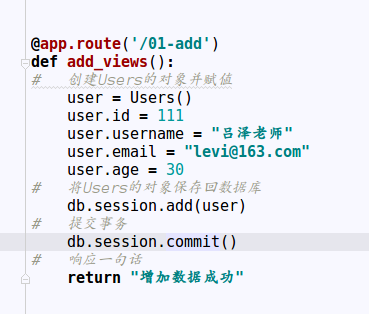 @app.route('/01-add')
def add_views():
#   创建Users的对象并赋值
    user = Users()
    user.id = 111
    user.username = "吕泽老师"
    user.email = "levi@163.com"
    user.age = 30
#   将Users的对象保存回数据库
    db.session.add(user)
#   提交事务
    db.session.commit()
#   响应一句话
    return "增加数据成功"